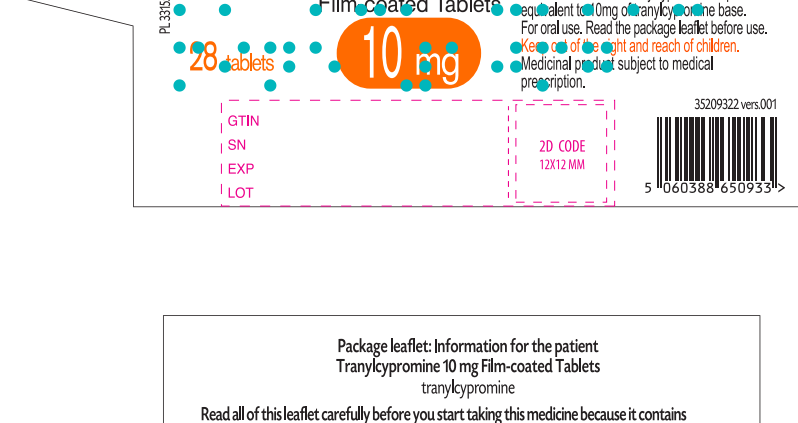 PL 3315
Film-coated Tablets
28 tablets
10 mg
equivalent to 10mg of tranylcypromine base.
For oral use. Read the package leaflet before use.
Keep out of the sight and reach of children.
Medicinal product subject to medical
prescription.
GTIN
SN
EXP
LOT
2D CODE
12X12 MM
35209322 vers.001
5 060388 650933 >
Package leaflet: Information for the patient
Tranylcypromine 10 mg Film-coated Tablets
tranylcypromine
Read all of this leaflet carefully before you start taking this medicine because it contains